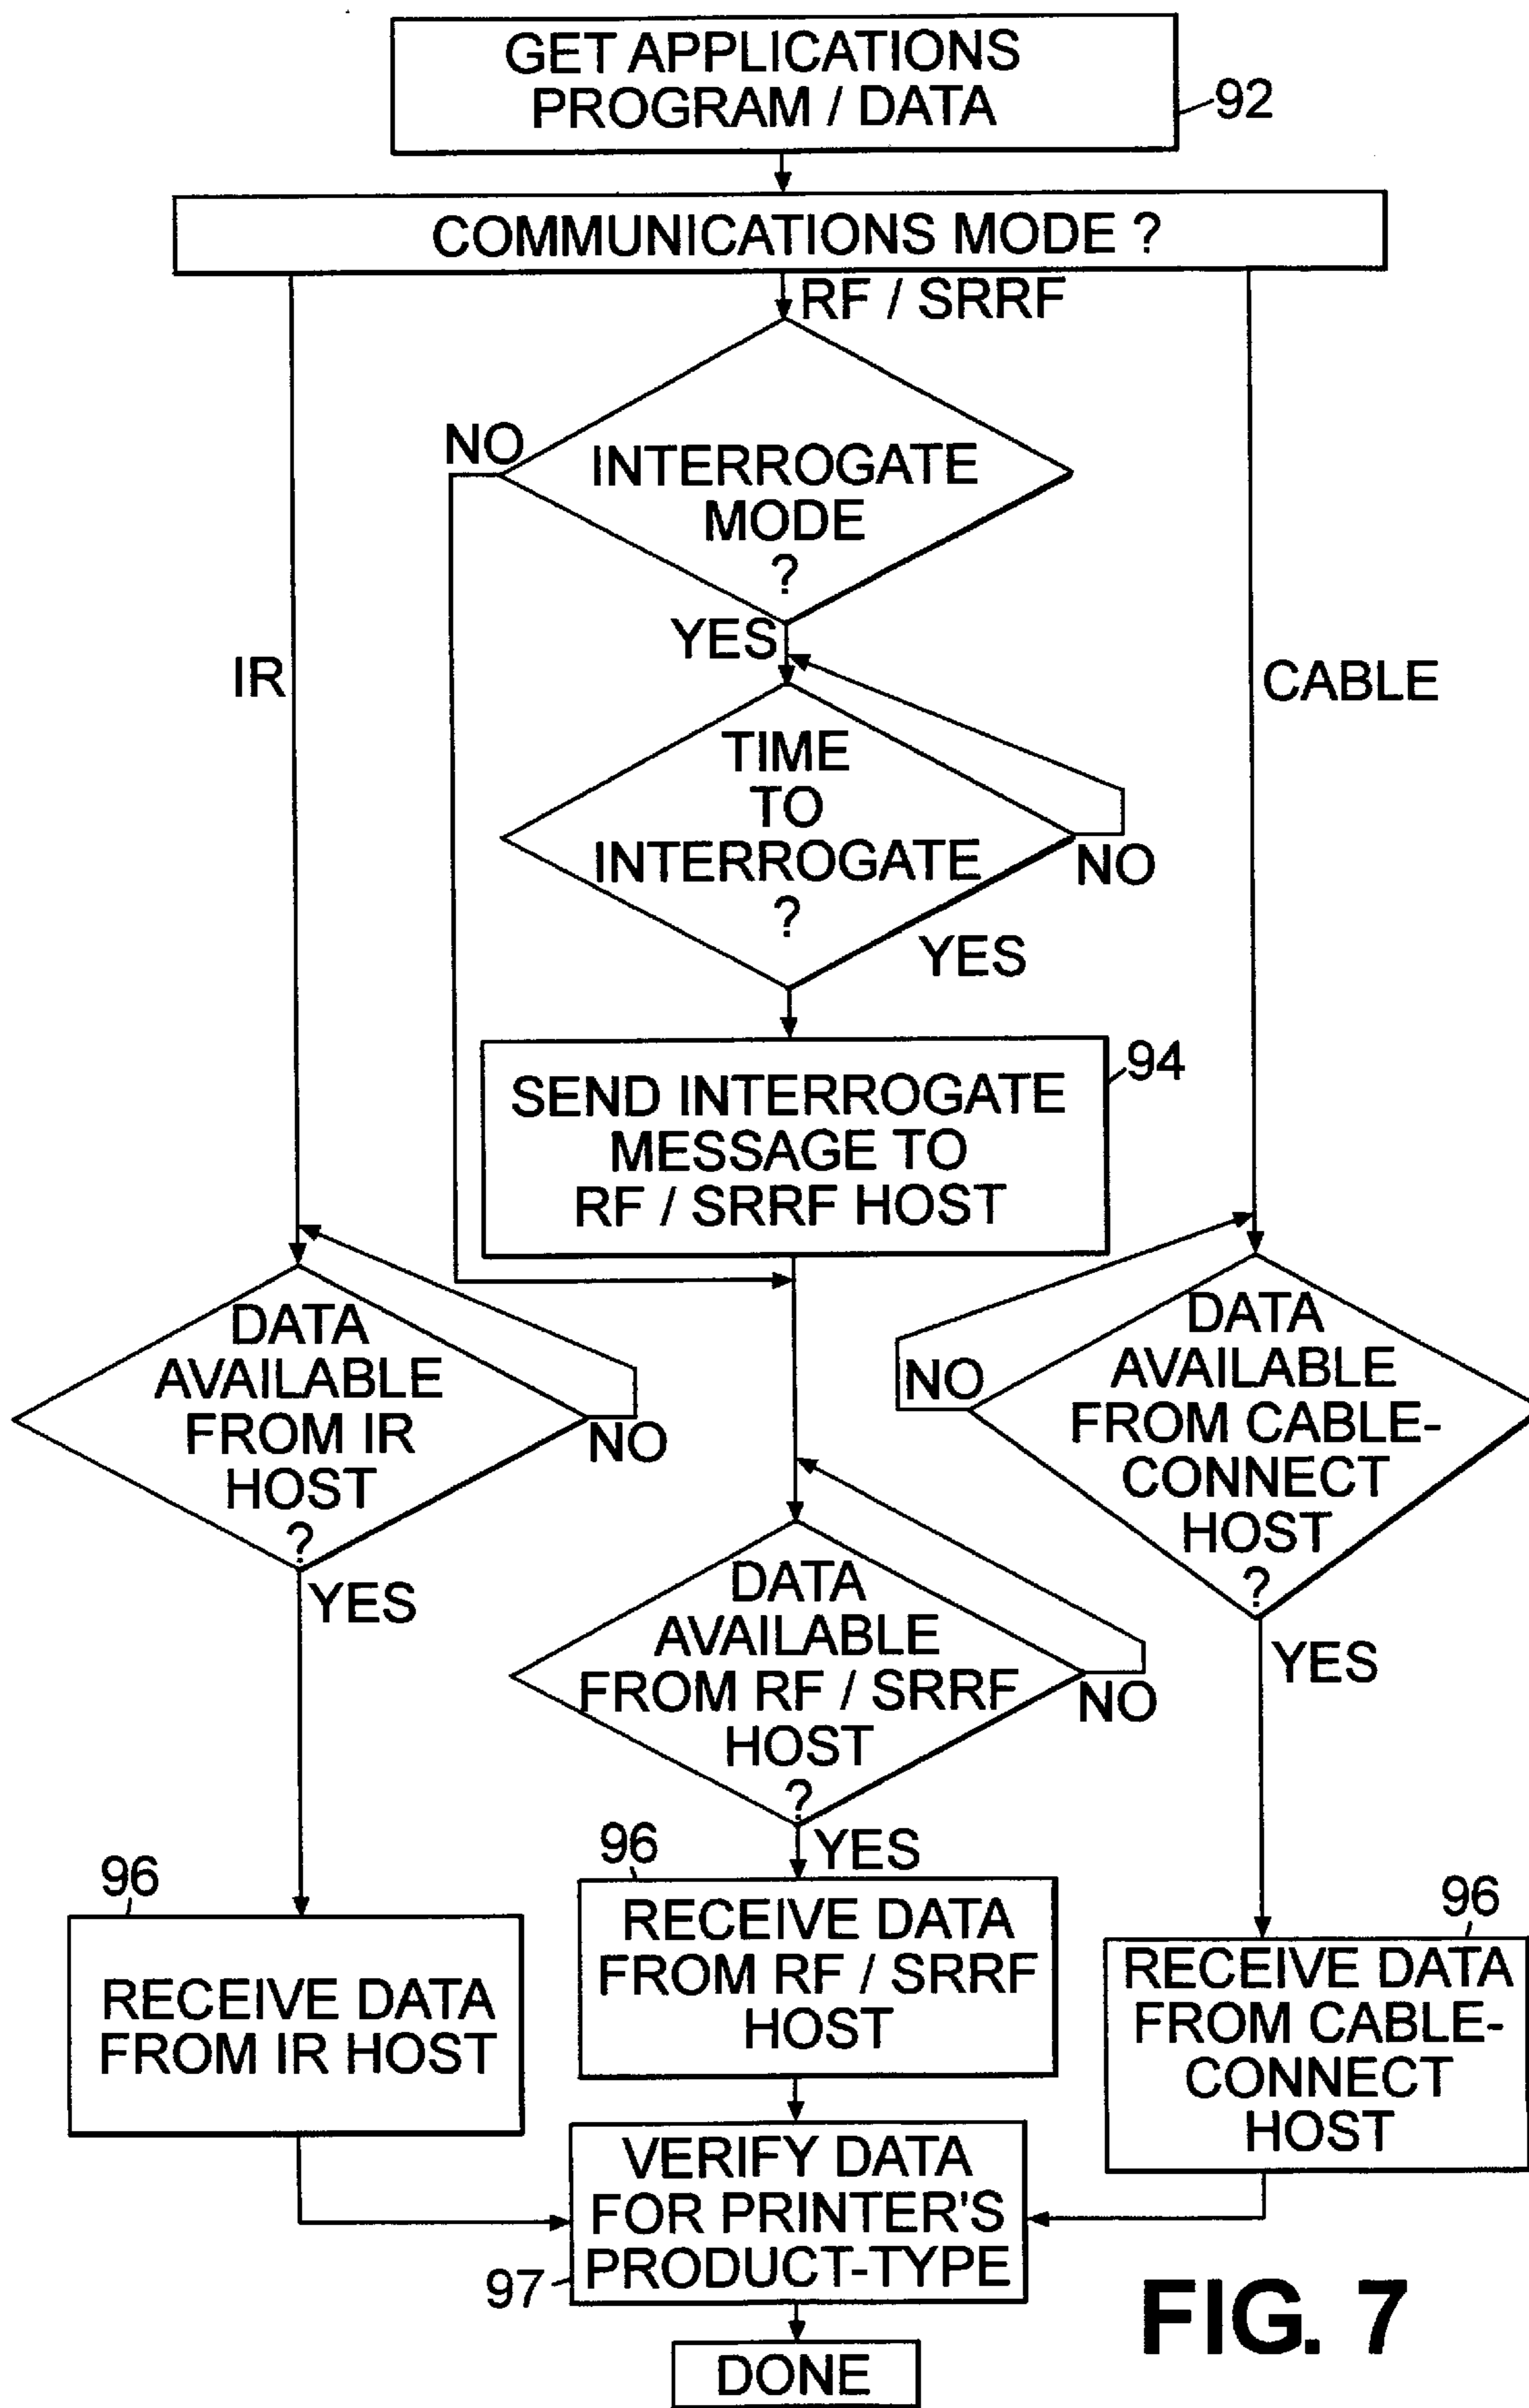 GET APPLICATIONS
PROGRAM / DATA
92
COMMUNICATIONS MODE ?
RF / SRRF
NO
INTERROGATE
MODE
?
YES
IR
CABLE
TIME
TO
INTERROGATE
?
NO
YES
94
SEND INTERROGATE
MESSAGE TO
RF / SRRF HOST
DATA
AVAILABLE
FROM IR
HOST
?
NO
YES
DATA
AVAILABLE
FROM CABLE-
CONNECT
HOST
?
NO
YES
DATA
AVAILABLE
FROM RF / SRRF
HOST
?
NO
YES
96
RECEIVE DATA
FROM IR HOST
96
RECEIVE DATA
FROM RF / SRRF
HOST
96
RECEIVE DATA
FROM CABLE-
CONNECT
HOST
VERIFY DATA
FOR PRINTER'S
PRODUCT-TYPE
97
DONE
FIG. 7